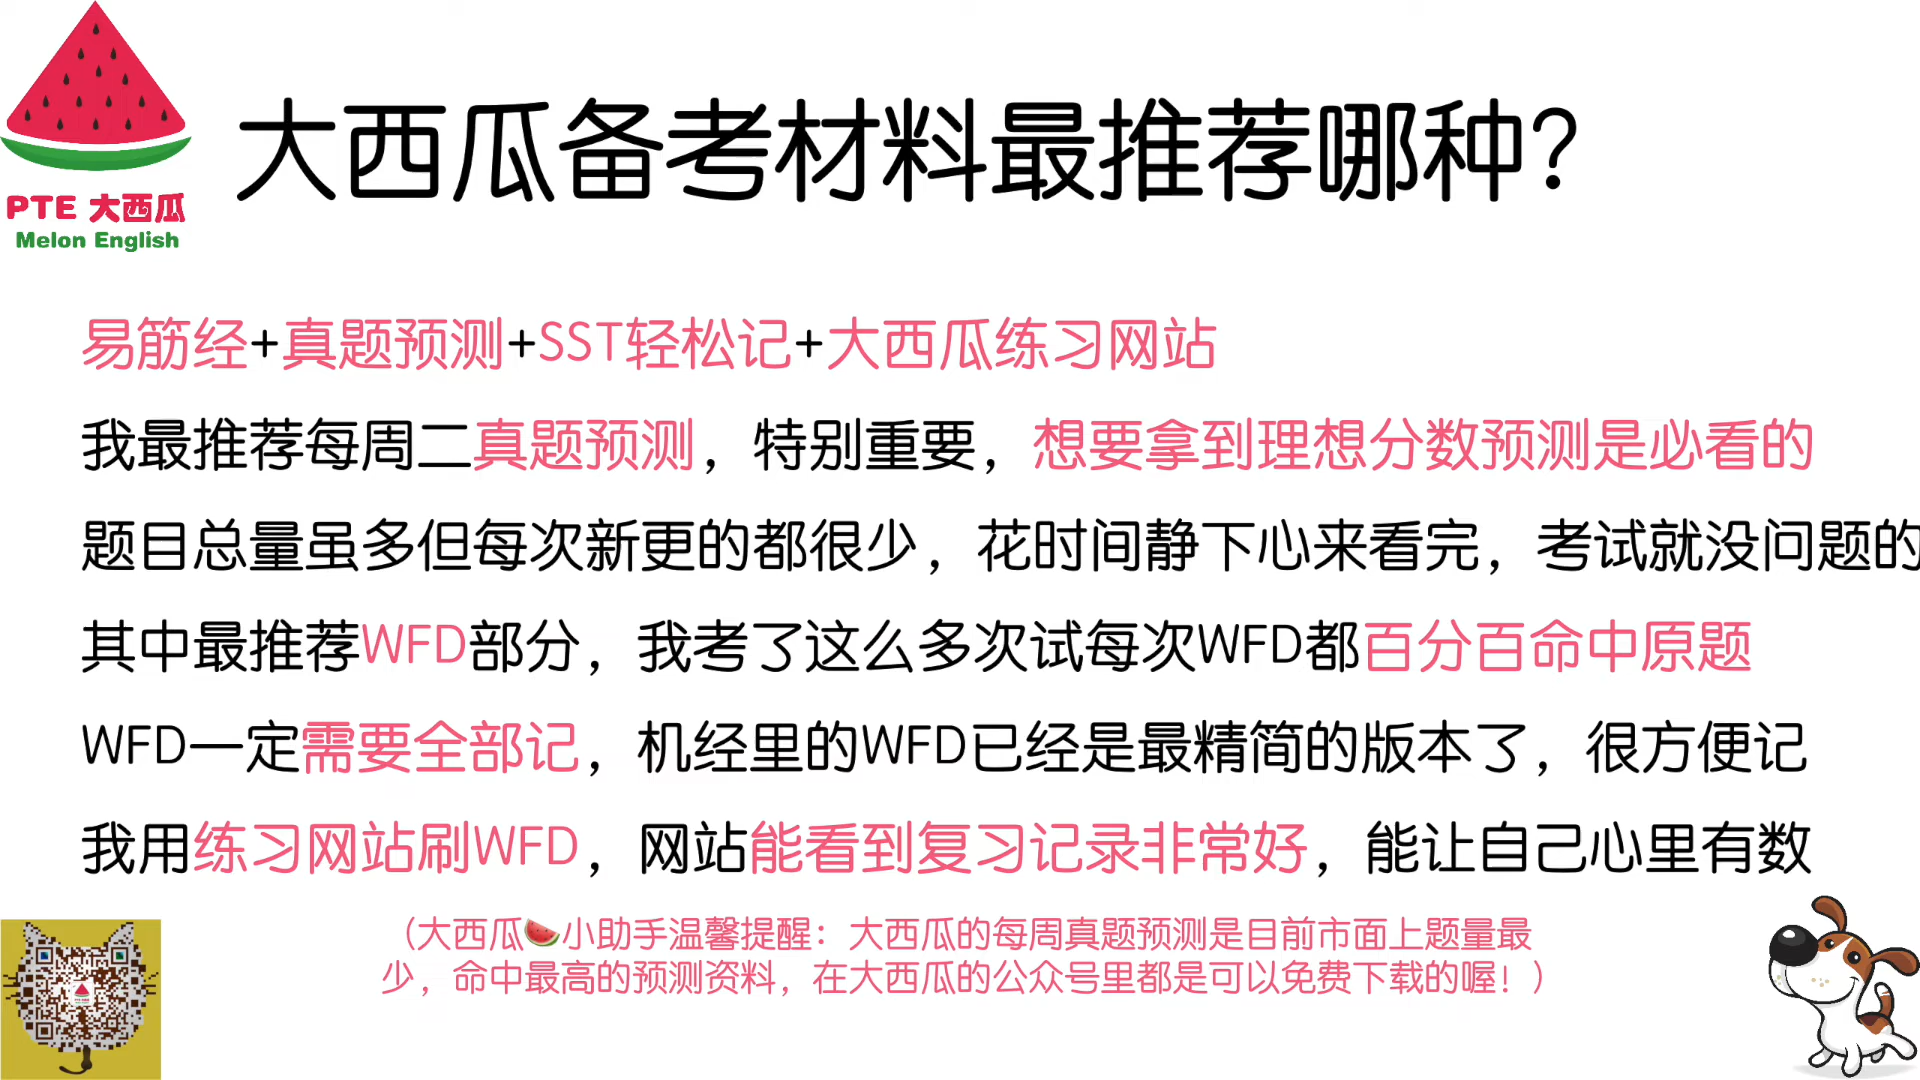 PTE 大西瓜
Melon English
大西瓜备考材料最推荐哪种?
易筋经+真题预测+SST轻松记+大西瓜练习网站
我最推荐每周二真题预测，特别重要，想要拿到理想分数预测是必看的
题目总量虽多但每次新更的都很少，花时间静下心来看完，考试就没问题的
其中最推荐WFD部分，我考了这么多次试每次WFD都百分百命中原题
WFD一定需要全部记，机经里的WFD已经是最精简的版本了，很方便记
我用练习网站刷WFD，网站能看到复习记录非常好，能让自己心里有数
（大西瓜🍉小助手温馨提醒：大西瓜的每周真题预测是目前市面上题量最
少，命中最高的预测资料，在大西瓜的公众号里都是可以免费下载的喔！）